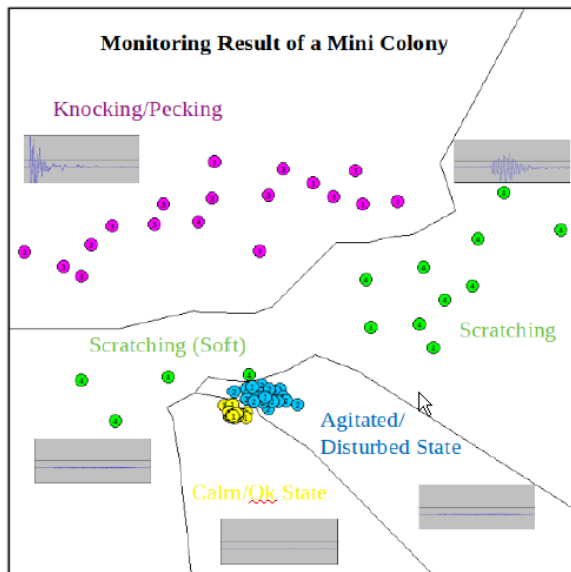 Monitoring Result of a Mini Colony
Knocking/Pecking
Scratching
Scratching (Soft)
Agitated/
Disturbed State
Calm/Ok State